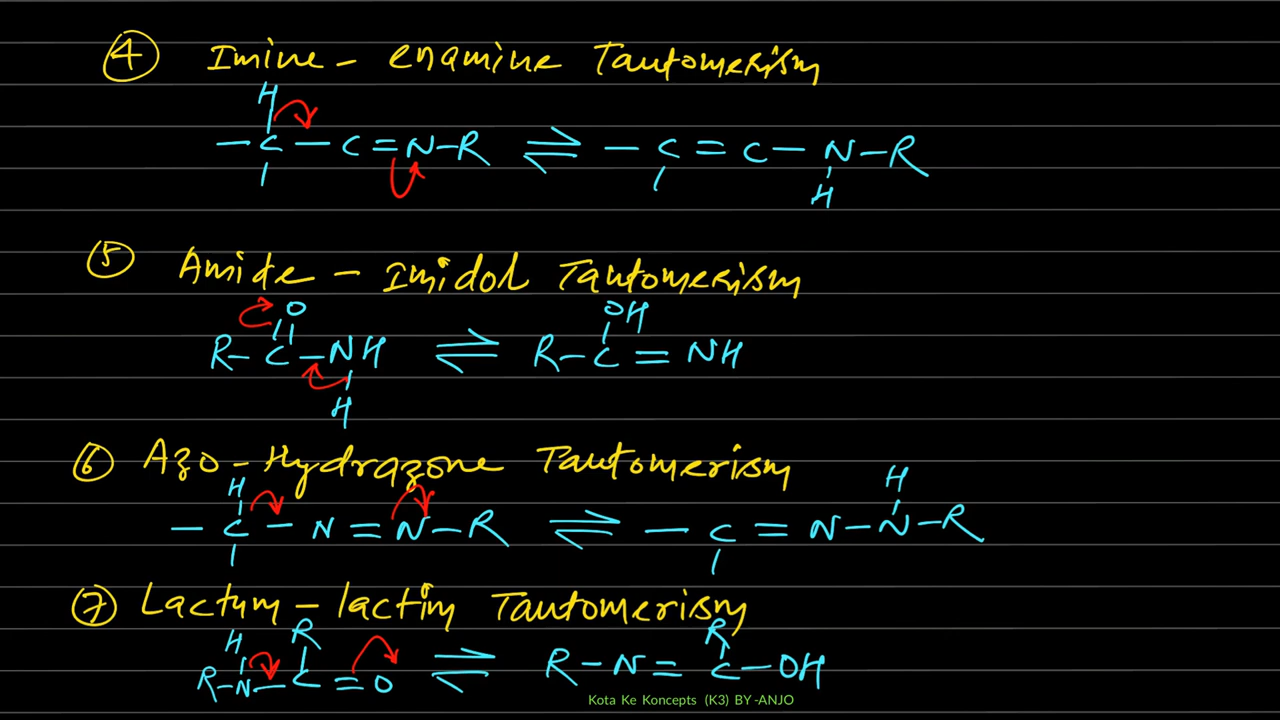 ④ Imine - enamine Tautomerism
H
- C - C = N - R ⇌ - C = C - N - R
H
⑤ Amide - Imidol Tautomerism
O OH
R - C - NH ⇌ R - C = NH
H
⑥ Azo - Hydrazone Tautomerism
H H
- C - N = N - R ⇌ - C = N - N - R
⑦ Lactum - lactim Tautomerism
H R R
R - N - C = O ⇌ R - N = C - OH
Kota Ke Koncepts (K3) BY -ANJO